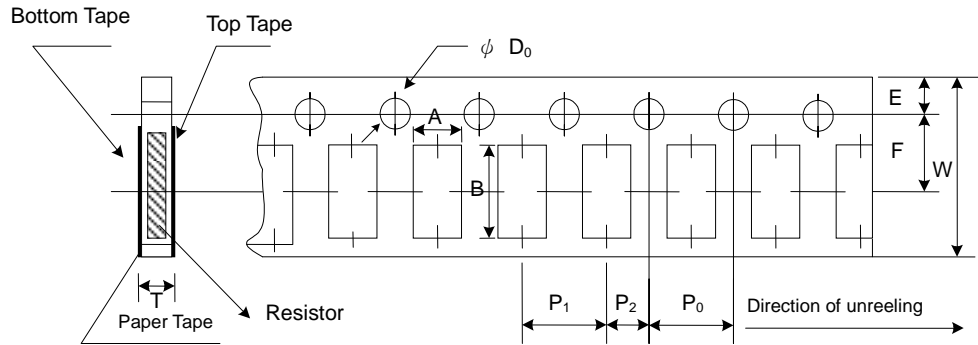 Bottom Tape
Top Tape
ϕ D₀
E
A
F
W
B
T
Paper Tape
Resistor
P₁
P₂
P₀
Direction of unreeling